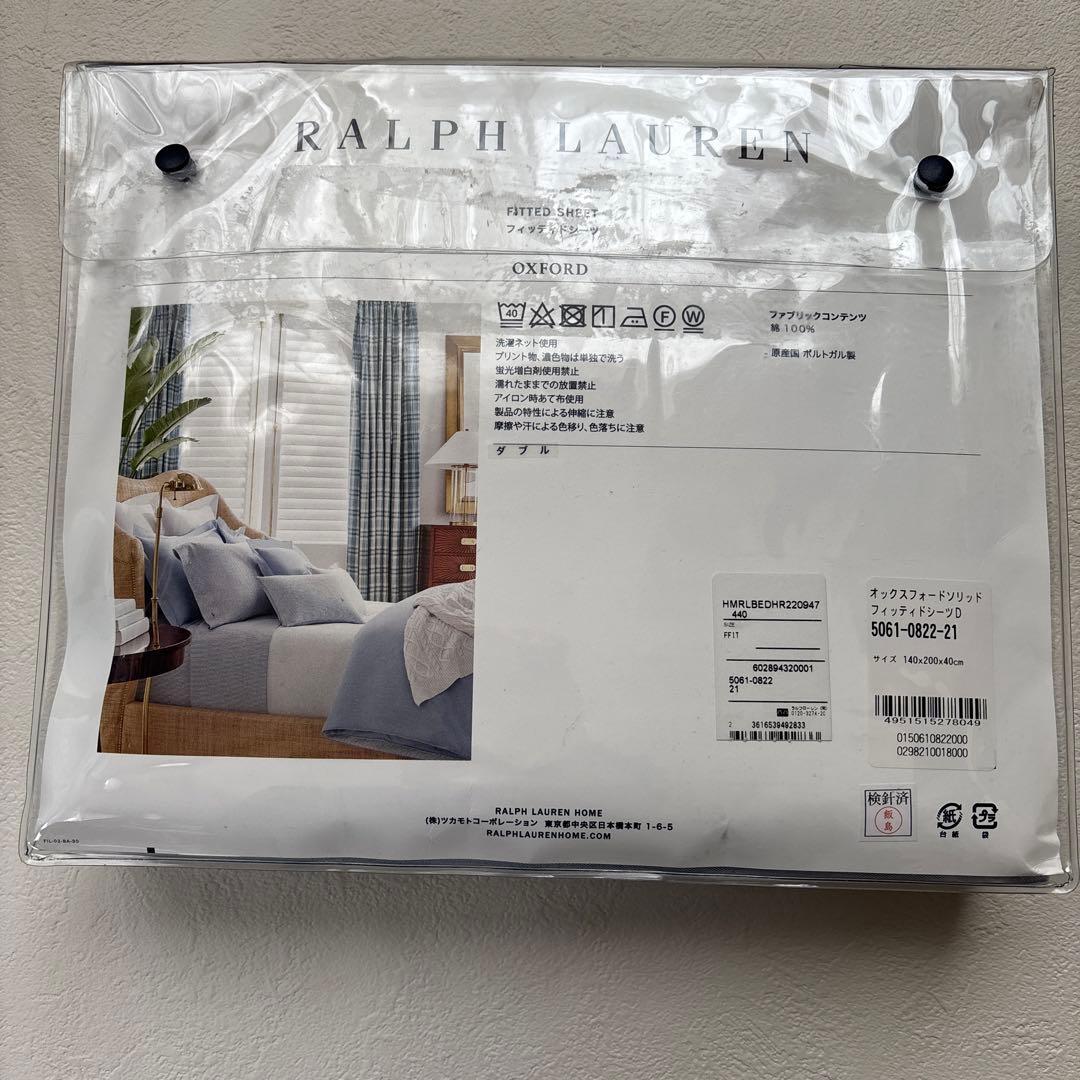 RALPH LAUREN
FITTED SHEET
フィッティドシーツ
OXFORD
40
W
洗濯ネット使用
プリント物、濃色物は単独で洗う
蛍光増白剤使用禁止
濡れたままでの放置禁止
アイロン時あて布使用
製品の特性による伸縮に注意
摩擦や汗による色移り、色落ちに注意
ファブリックコンテンツ
綿 100%
原産国 ポルトガル製
ダブル
HMRLBEDHR220947
440
SIZE
FFIT
602894320001
5061-0822
21
ラルフローレン (株)
2 3616539492833
オックスフォードソリッド
フィッティドシーツD
5061-0822-21
サイズ 140x200x40cm
4951515278049
0150610822000
0298210018000
検針済
飯島
紙
台紙
プラ
袋
RALPH LAUREN HOME
(株)ツカモトコーポレーション 東京都中央区日本橋本町 1-6-5
RALPHLAURENHOME.COM